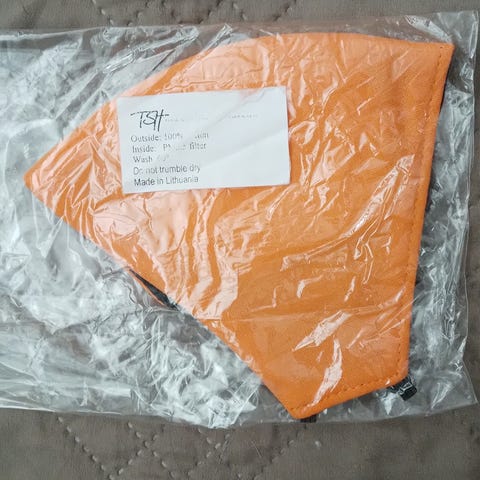 TSH
Outside: 100%
Inside: filter
Wash
Do not trumble dry
Made in Lithuania